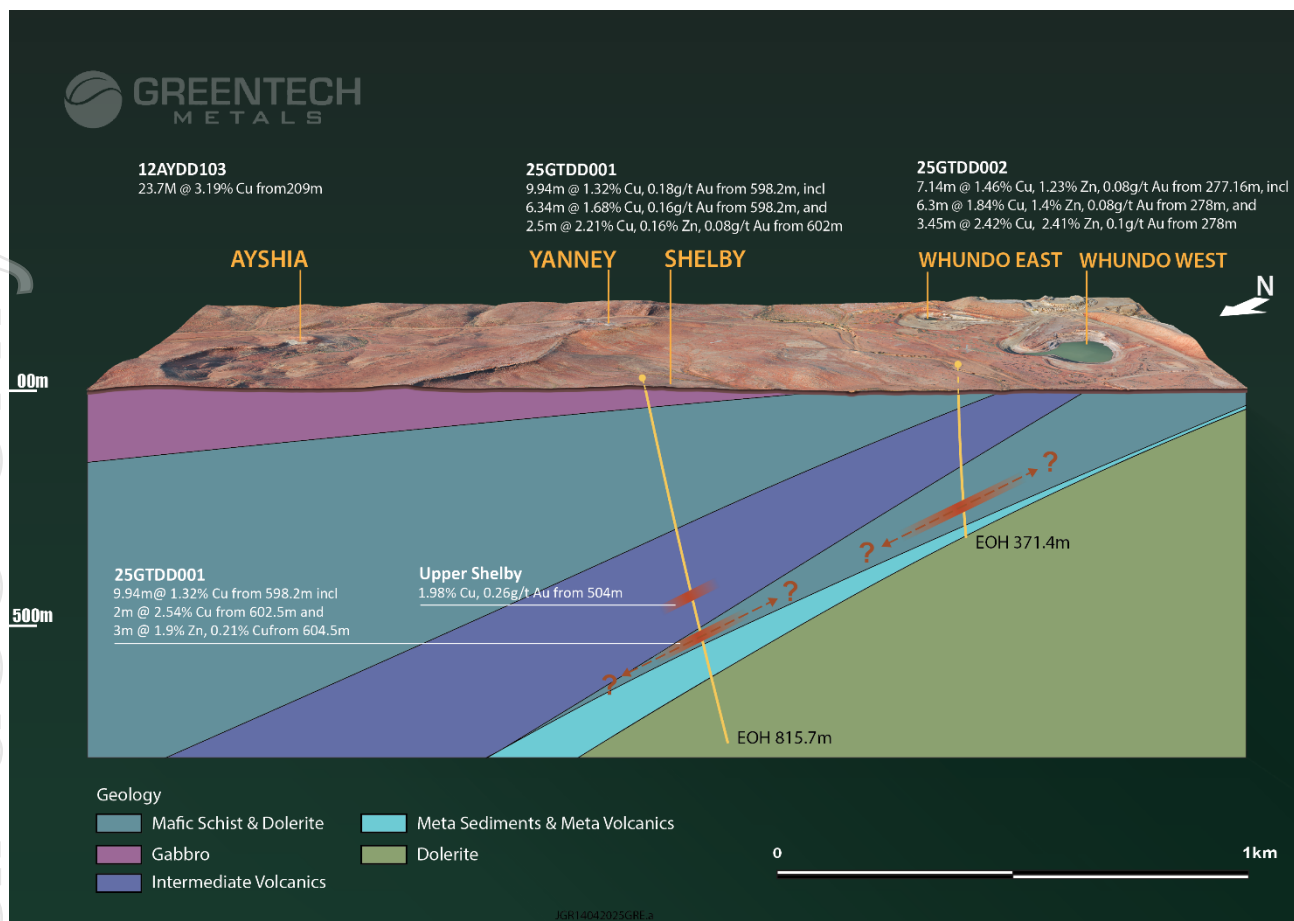 GREENTECH
METALS
12AYDD103
23.7M @ 3.19% Cu from209m
25GTDD001
9.94m @ 1.32% Cu, 0.18g/t Au from 598.2m, incl
6.34m @ 1.68% Cu, 0.16g/t Au from 598.2m, and
2.5m @ 2.21% Cu, 0.16% Zn, 0.08g/t Au from 602m
25GTDD002
7.14m @ 1.46% Cu, 1.23% Zn, 0.08g/t Au from 277.16m, incl
6.3m @ 1.84% Cu, 1.4% Zn, 0.08g/t Au from 278m, and
3.45m @ 2.42% Cu, 2.41% Zn, 0.1g/t Au from 278m
AYSHIA
YANNEY
SHELBY
WHUNDO EAST
WHUNDO WEST
N
00m
?
?
EOH 371.4m
25GTDD001
9.94m@ 1.32% Cu from 598.2m incl
2m @ 2.54% Cu from 602.5m and
3m @ 1.9% Zn, 0.21% Cufrom 604.5m
Upper Shelby
1.98% Cu, 0.26g/t Au from 504m
?
500m
?
EOH 815.7m
Geology
Mafic Schist & Dolerite
Gabbro
Intermediate Volcanics
Meta Sediments & Meta Volcanics
Dolerite
0
1km
JGR14042025GRE.a